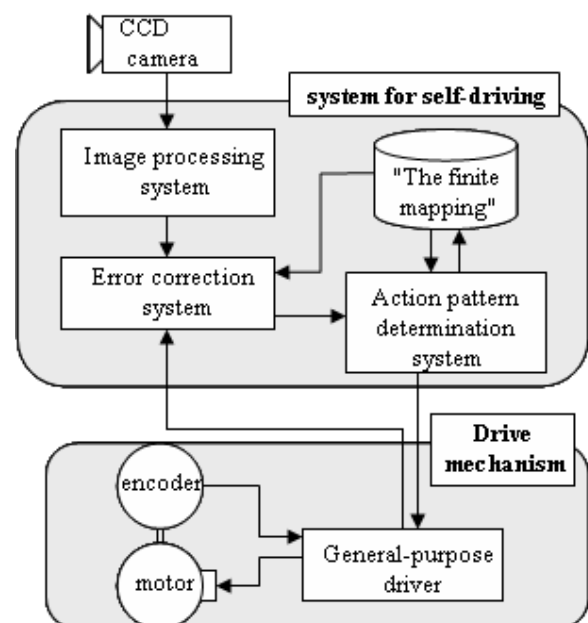 CCD
camera
system for self-driving
Image processing
system
"The finite
mapping"
Error correction
system
Action pattern
determination
system
Drive
mechanism
encoder
General-purpose
driver
motor